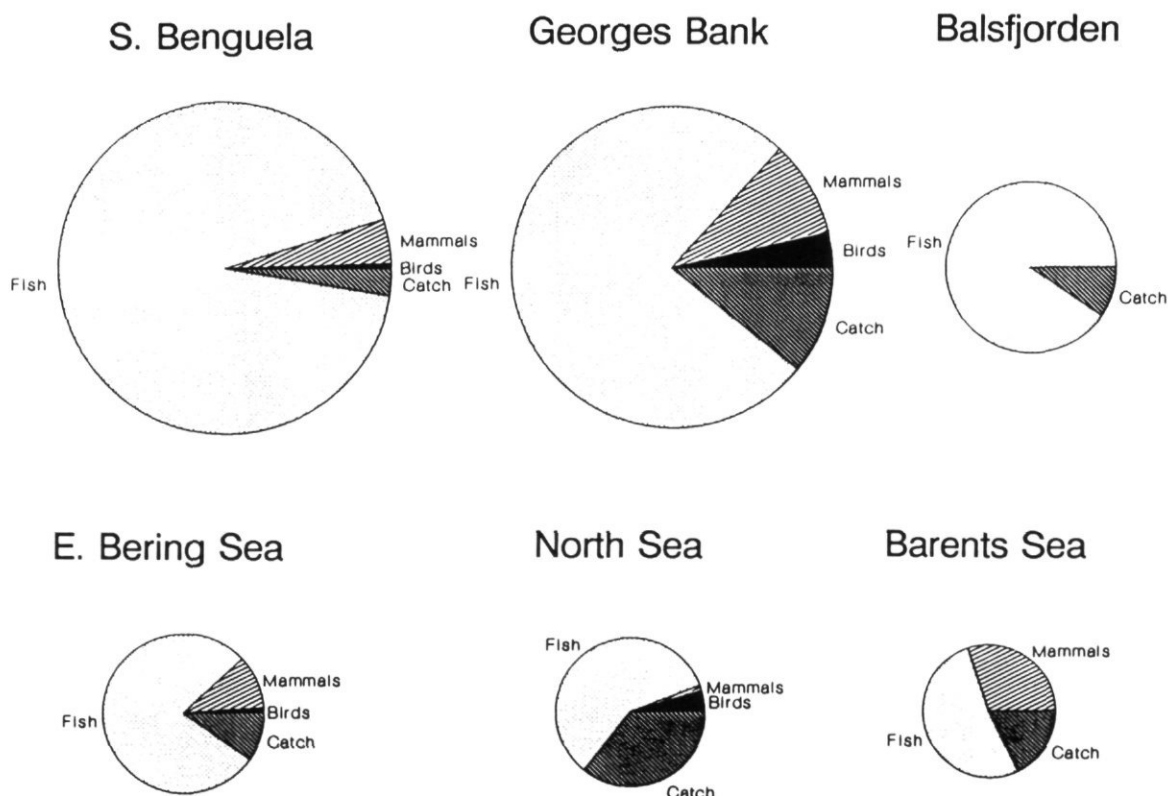 S. Benguela
Georges Bank
Balsfjorden
Mammals
Birds
Catch
Fish
Mammals
Birds
Fish
Catch
Fish
Catch
E. Bering Sea
North Sea
Barents Sea
Mammals
Birds
Catch
Fish
Fish
Mammals
Birds
Catch
Mammals
Fish
Catch